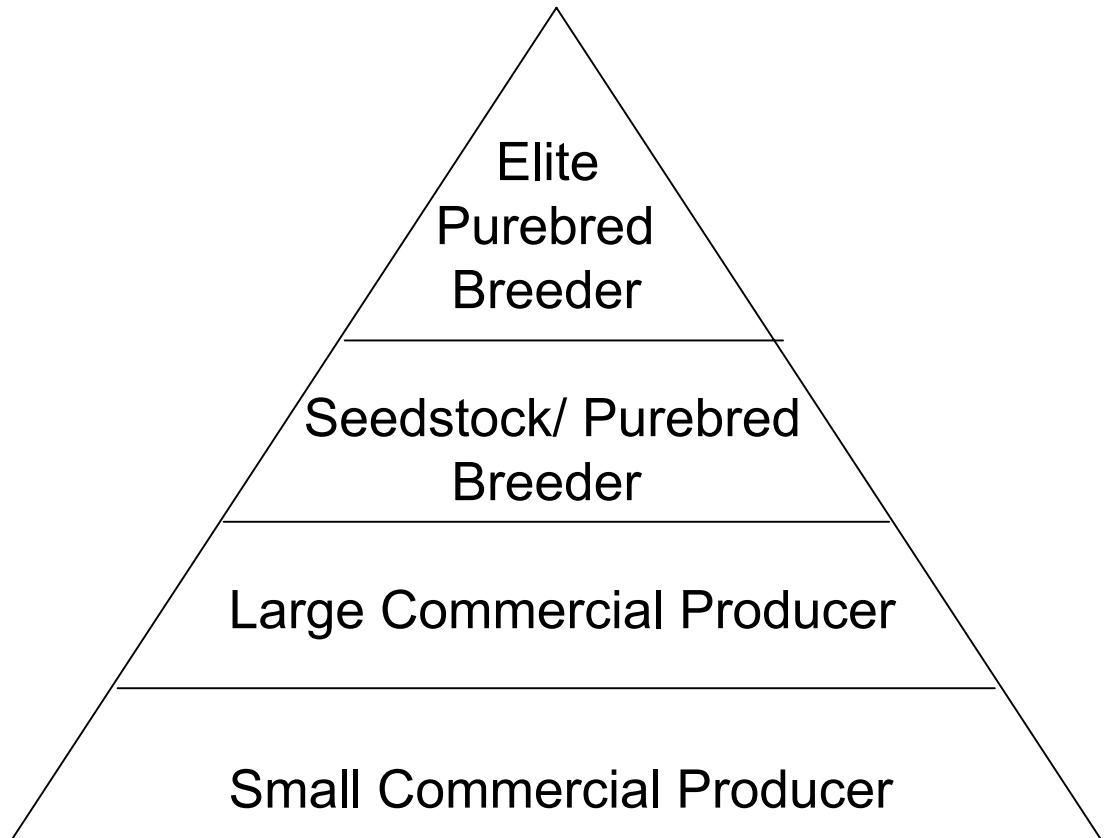 Elite
Purebred
Breeder
Seedstock/ Purebred
Breeder
Large Commercial Producer
Small Commercial Producer